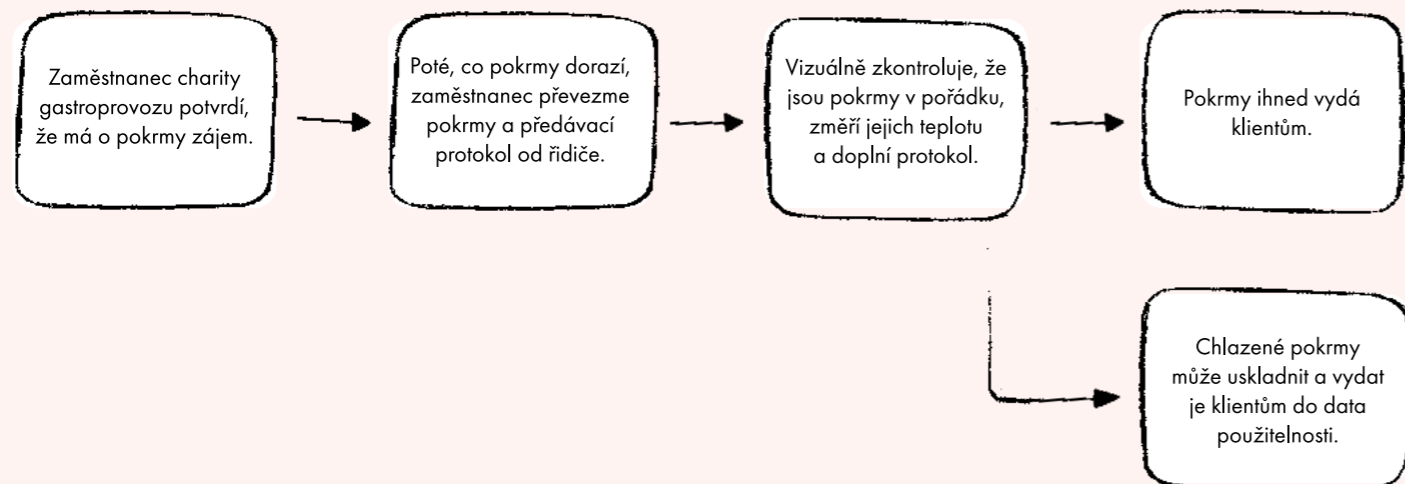 Zaměstnanec charity
gastroprovozu potvrdí,
že má o pokrmy zájem.
Poté, co pokrmy dorazí,
zaměstnanec převezme
pokrmy a předávací
protokol od řidiče.
Vizuálně zkontroluje, že
jsou pokrmy v pořádku,
změří jejich teplotu
a doplní protokol.
Pokrmy ihned vydá
klientům.
Chlazené pokrmy
může uskladnit a vydat
je klientům do data
použitelnosti.